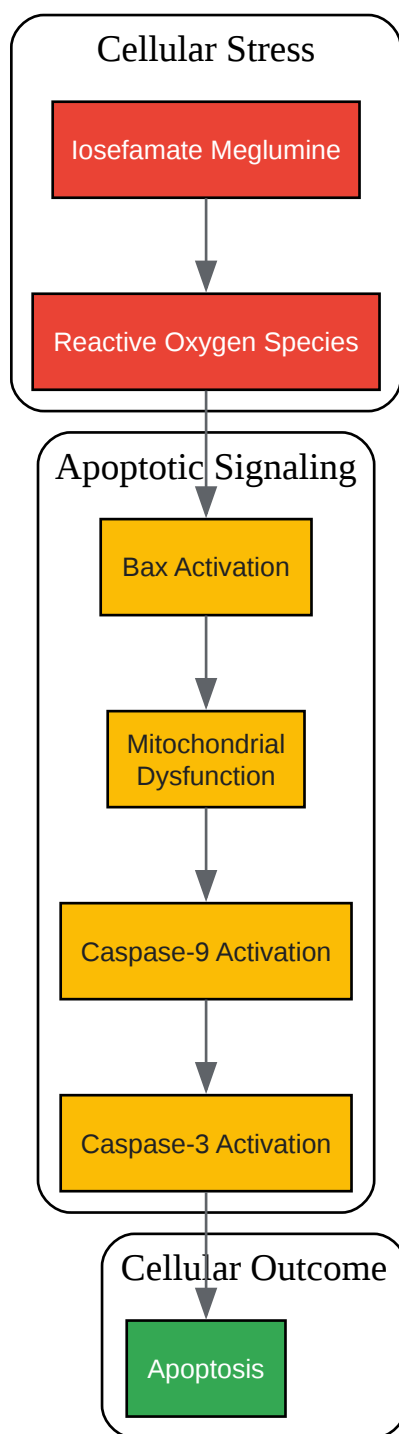 Cellular Stress
Iosefamate Meglumine
Reactive Oxygen Species
Apoptotic Signaling
Bax Activation
Mitochondrial
Dysfunction
Caspase-9 Activation
Caspase-3 Activation
Cellular Outcome
Apoptosis